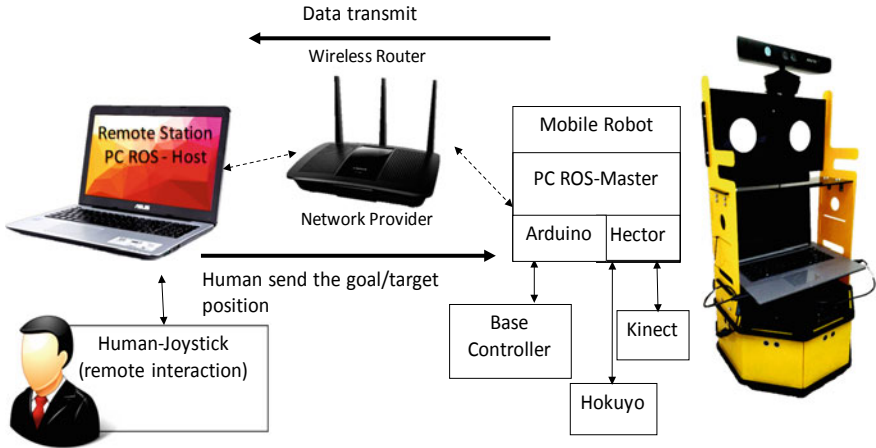 Data transmit
Wireless Router
Remote Station
PC ROS - Host
ASUS
Network Provider
Mobile Robot
PC ROS-Master
Arduino
Hector
Human send the goal/target
position
Base
Controller
Kinect
Hokuyo
Human-Joystick
(remote interaction)